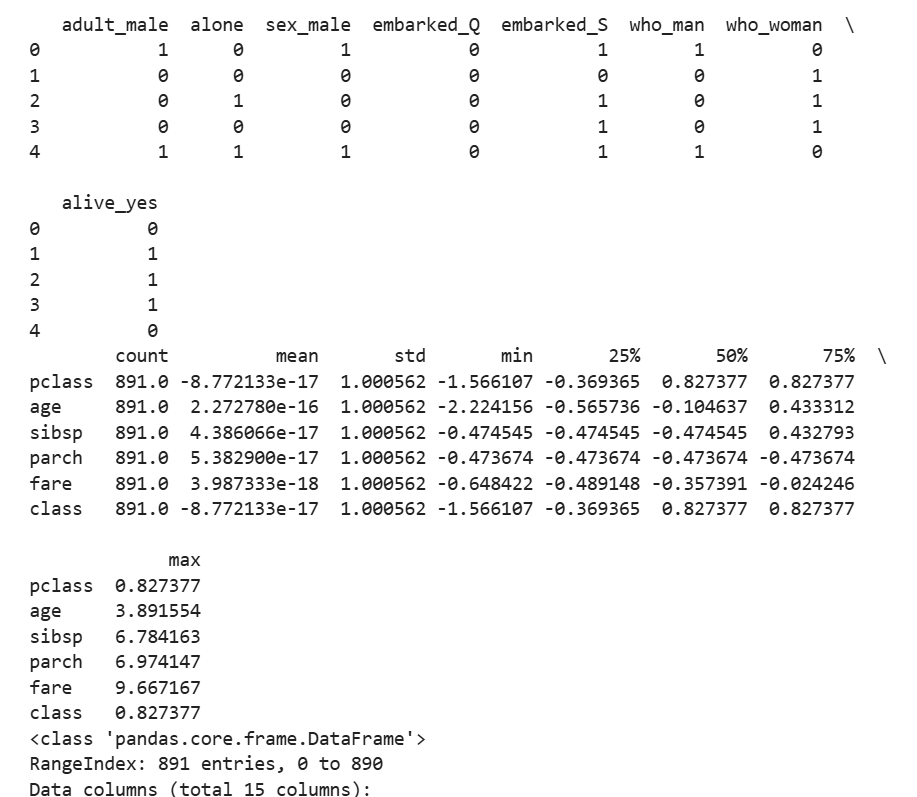 adult_male  alone  sex_male  embarked_Q  embarked_S  who_man  who_woman  \
0           1      0         1           0           1        1          0
1           0      0         0           0           0        0          1
2           0      1         0           0           1        0          1
3           0      0         0           0           1        0          1
4           1      1         1           0           1        1          0

   alive_yes
0          0
1          1
2          1
3          1
4          0
        count          mean       std       min       25%       50%       75%  \
pclass  891.0 -8.772133e-17  1.000562 -1.566107 -0.369365  0.827377  0.827377
age     891.0  2.272780e-16  1.000562 -2.224156 -0.565736 -0.104637  0.433312
sibsp   891.0  4.386066e-17  1.000562 -0.474545 -0.474545 -0.474545  0.432793
parch   891.0  5.382900e-17  1.000562 -0.473674 -0.473674 -0.473674 -0.473674
fare    891.0  3.987333e-18  1.000562 -0.648422 -0.489148 -0.357391 -0.024246
class   891.0 -8.772133e-17  1.000562 -1.566107 -0.369365  0.827377  0.827377

             max
pclass  0.827377
age     3.891554
sibsp   6.784163
parch   6.974147
fare    9.667167
class   0.827377
<class 'pandas.core.frame.DataFrame'>
RangeIndex: 891 entries, 0 to 890
Data columns (total 15 columns):